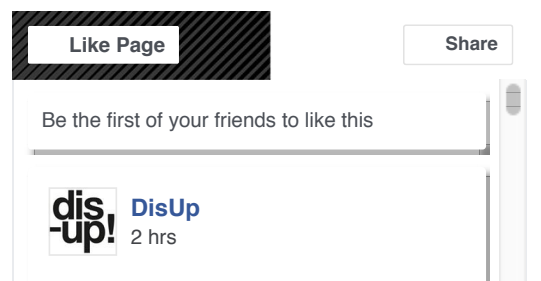 Like Page
Share
Be the first of your friends to like this
dis
-up!
DisUp
2 hrs